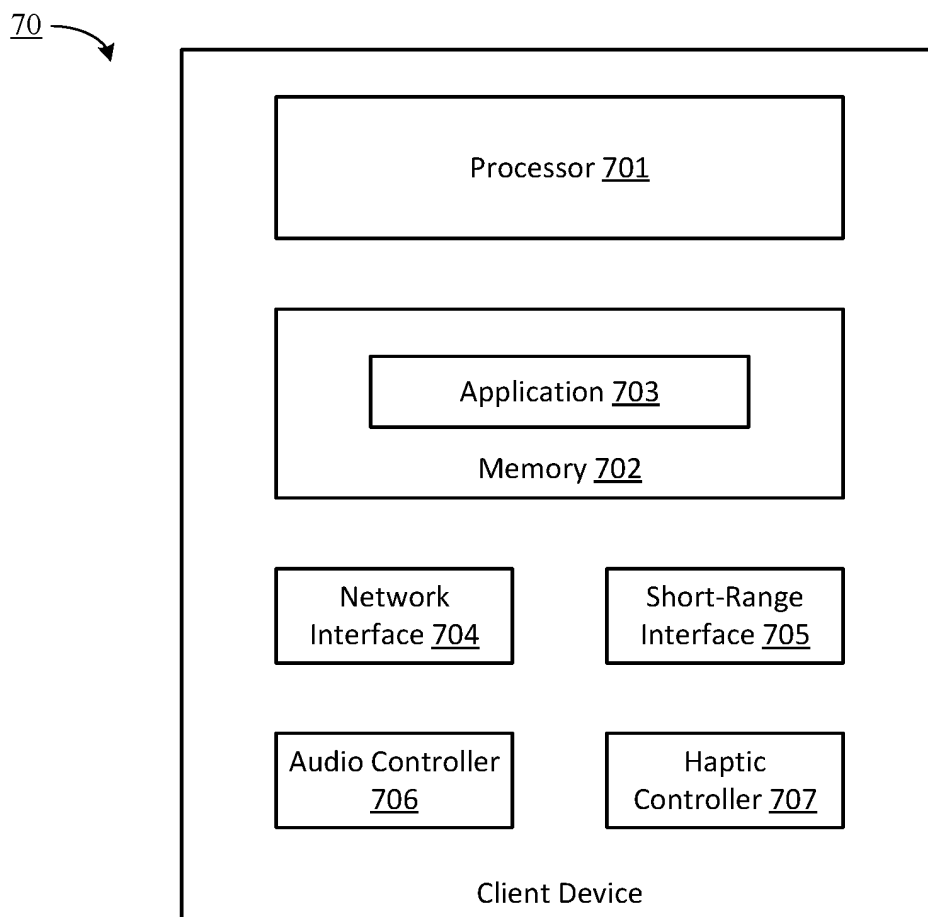 70
Processor 701
Application 703
Memory 702
Network
Interface 704
Short-Range
Interface 705
Audio Controller
706
Haptic
Controller 707
Client Device